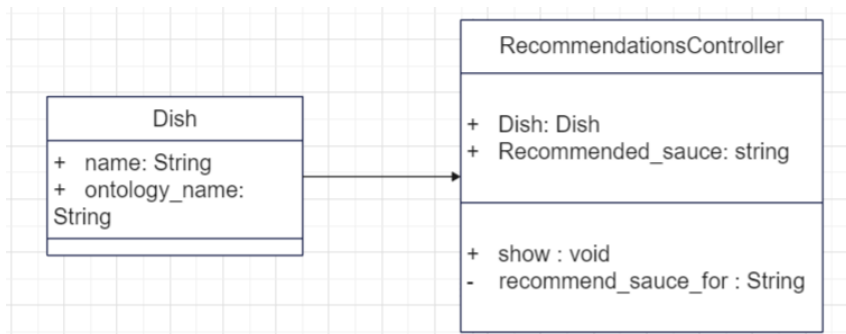 Dish
+ name: String
+ ontology_name:
String
RecommendationsController
+ Dish: Dish
+ Recommended_sauce: string
+ show : void
- recommend_sauce_for : String